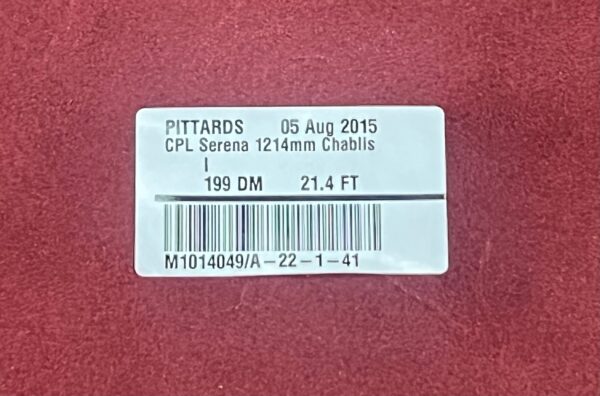 PITTARDS 05 Aug 2015
CPL Serena 1214mm Chablis
I
199 DM 21.4 FT
M1014049/A-22-1-41